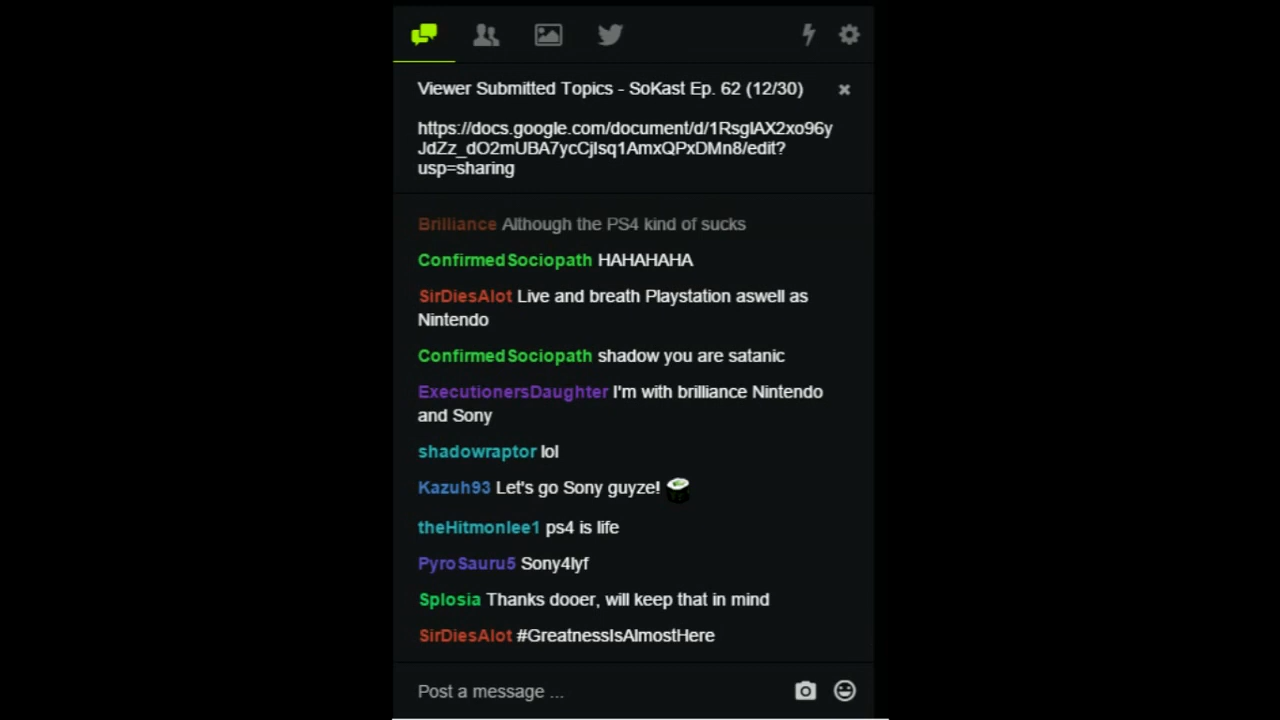 Viewer Submitted Topics - SoKast Ep. 62 (12/30)
https://docs.google.com/document/d/1RsglAX2xo96y
JdZz_dO2mUBA7ycCjlsq1AmxQPxDMn8/edit?
usp=sharing
Brilliance Although the PS4 kind of sucks
ConfirmedSociopath HAHAHAHA
SirDiesAlot Live and breath Playstation aswell as
Nintendo
ConfirmedSociopath shadow you are satanic
ExecutionersDaughter I'm with brilliance Nintendo
and Sony
shadowraptor lol
Kazuh93 Let's go Sony guyze!
theHitmonlee1 ps4 is life
PyroSauru5 Sony4lyf
Splosia Thanks dooer, will keep that in mind
SirDiesAlot #GreatnessIsAlmostHere
Post a message ...